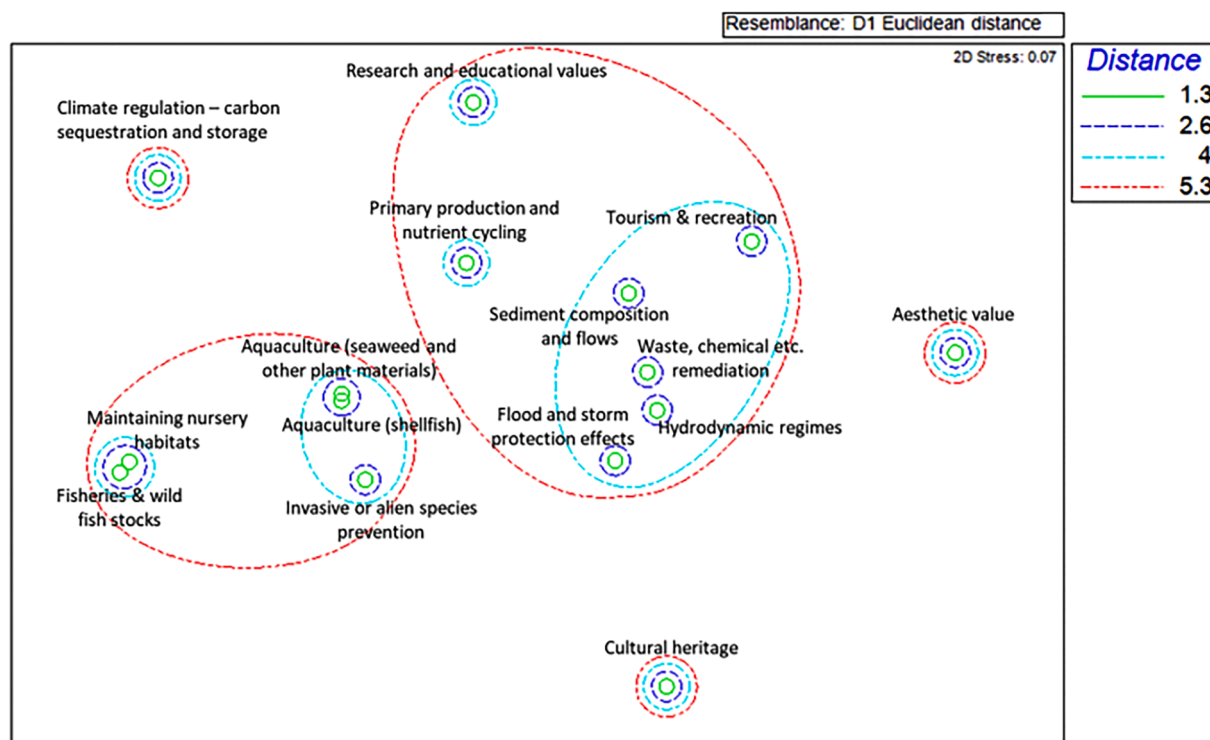 Resemblance: D1 Euclidean distance
2D Stress: 0.07
Distance
1.3
2.6
4
5.3
Research and educational values
Climate regulation – carbon
sequestration and storage
Primary production and
nutrient cycling
Tourism & recreation
Sediment composition
and flows
Aesthetic value
Waste, chemical etc.
remediation
Aquaculture (seaweed and
other plant materials)
Maintaining nursery
habitats
Aquaculture (shellfish)
Flood and storm
protection effects
Hydrodynamic regimes
Fisheries & wild
fish stocks
Invasive or alien species
prevention
Cultural heritage